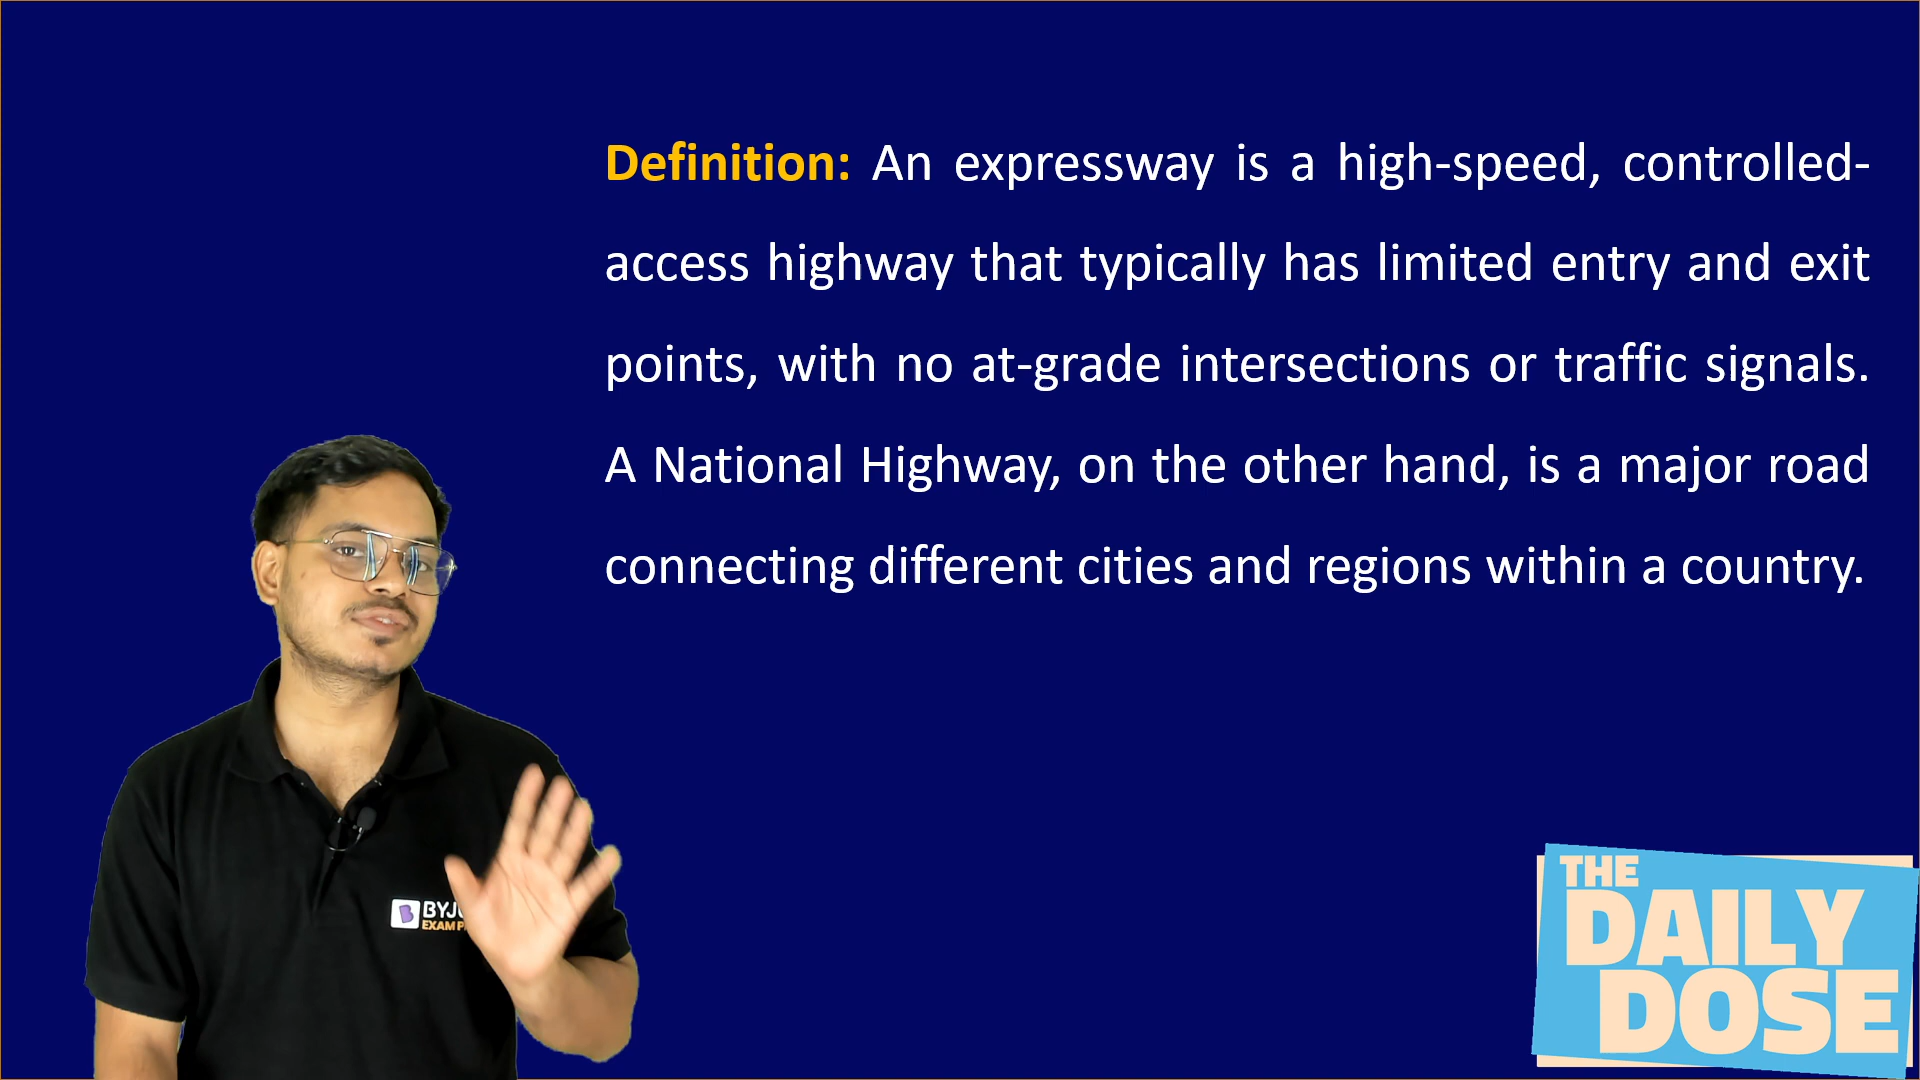 Definition: An expressway is a high-speed, controlled-
access highway that typically has limited entry and exit
points, with no at-grade intersections or traffic signals.
A National Highway, on the other hand, is a major road
connecting different cities and regions within a country.
EXAM
THE
DAILY
DOSE